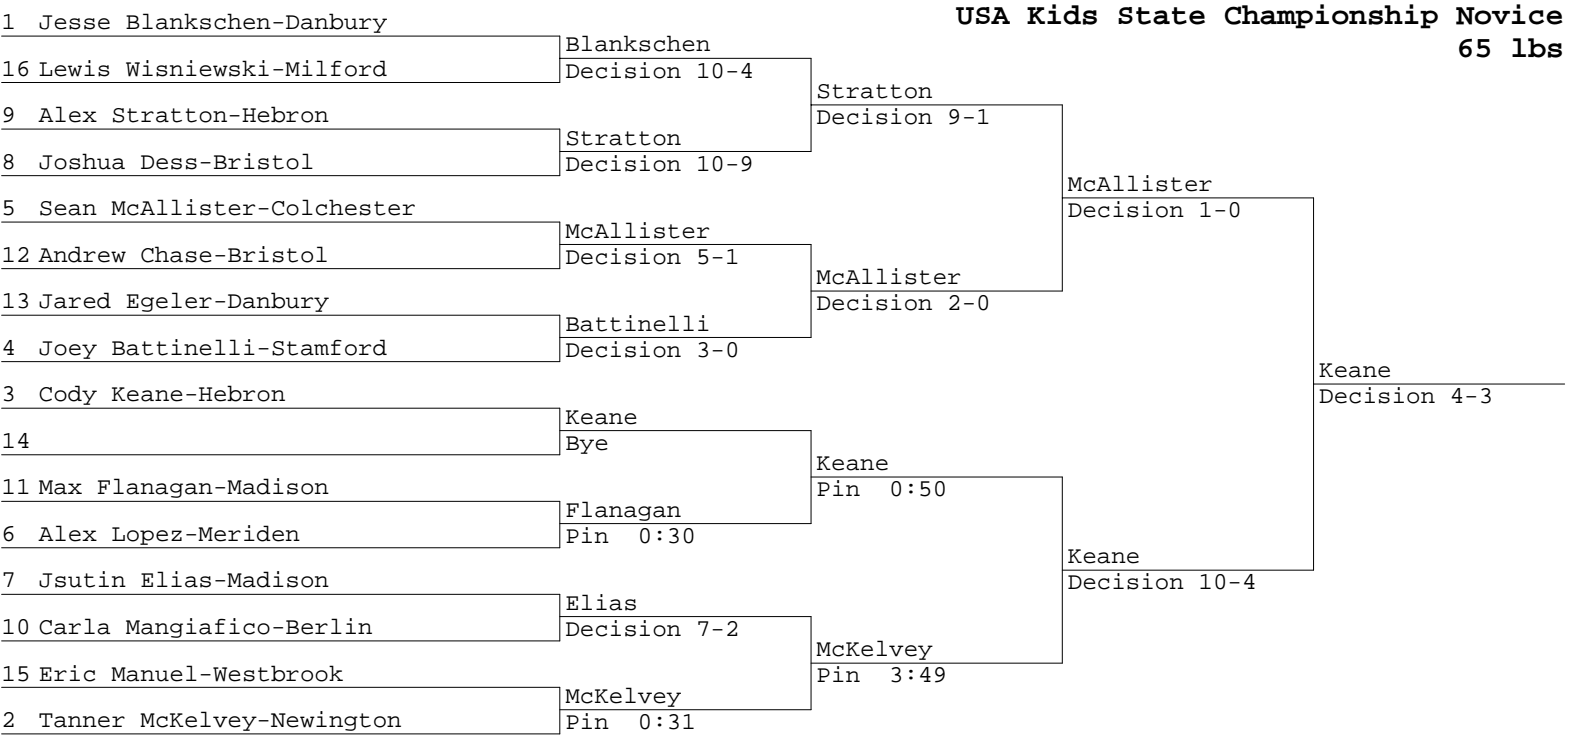 USA Kids State Championship Novice
65 lbs
1 Jesse Blankschen-Danbury
Blankschen
16 Lewis Wisniewski-Milford
Decision 10-4
Stratton
9 Alex Stratton-Hebron
Decision 9-1
Stratton
8 Joshua Dess-Bristol
Decision 10-9
McAllister
5 Sean McAllister-Colchester
Decision 1-0
McAllister
12 Andrew Chase-Bristol
Decision 5-1
McAllister
13 Jared Egeler-Danbury
Decision 2-0
Battinelli
4 Joey Battinelli-Stamford
Decision 3-0
Keane
3 Cody Keane-Hebron
Decision 4-3
Keane
14
Bye
Keane
11 Max Flanagan-Madison
Pin 0:50
Flanagan
6 Alex Lopez-Meriden
Pin 0:30
Keane
7 Jsutin Elias-Madison
Decision 10-4
Elias
10 Carla Mangiafico-Berlin
Decision 7-2
McKelvey
15 Eric Manuel-Westbrook
Pin 3:49
McKelvey
2 Tanner McKelvey-Newington
Pin 0:31